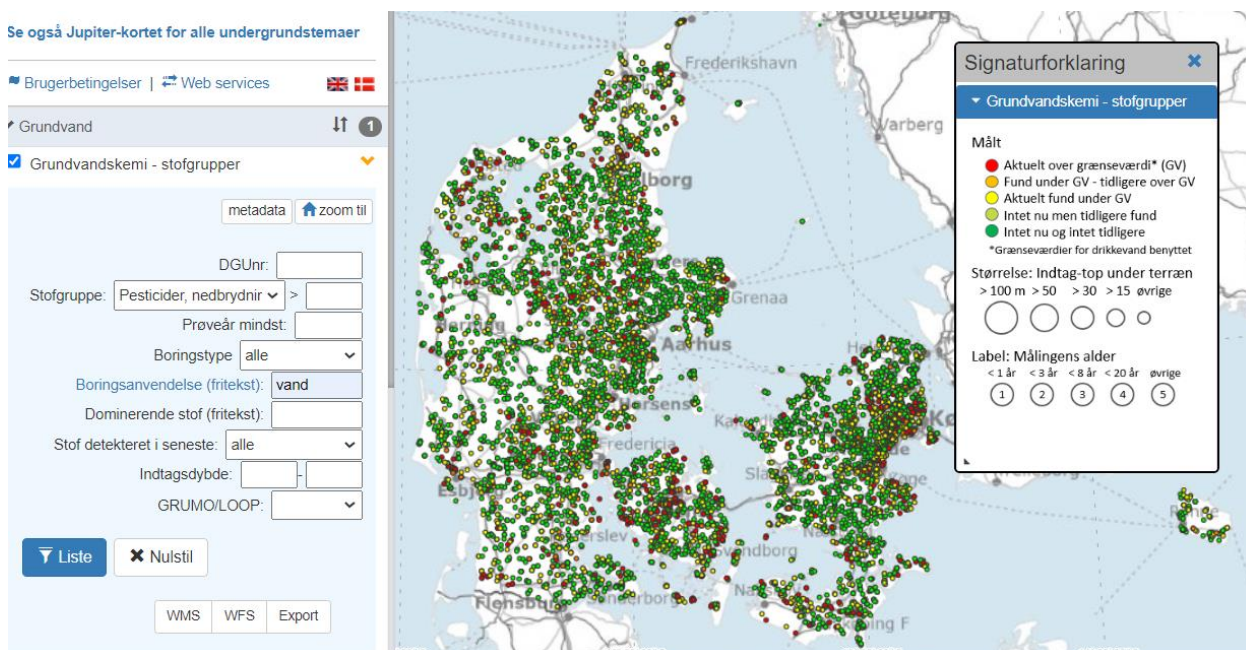 Se også Jupiter-kortet for alle undergrundstemaer
Brugerbetingelser | Web services
Grundvand 1
Grundvandskemi - stofgrupper
metadata zoom til
DGUnr:
Stofgruppe: Pesticider, nedbrydnir >
Prøveår mindst:
Boringstype alle
Boringsanvendelse (fritekst): vand
Dominerende stof (fritekst):
Stof detekteret i seneste: alle
Indtagsdybde: -
GRUMO/LOOP:
Liste Nulstil
WMS WFS Export
Göteborg
Frederikshavn
Varberg
lborg
Grenaa
Aarhus
Horsens
Fredericia
Esbjerg
Svendborg
Flensburg
Sønderborg
Signaturforklaring
Grundvandskemi - stofgrupper
Målt
Aktuelt over grænseværdi* (GV)
Fund under GV - tidligere over GV
Aktuelt fund under GV
Intet nu men tidligere fund
Intet nu og intet tidligere
*Grænseværdier for drikkevand benyttet
Størrelse: Indtag-top under terræn
> 100 m > 50 > 30 > 15 øvrige
Label: Målingens alder
< 1 år < 3 år < 8 år < 20 år øvrige
1 2 3 4 5